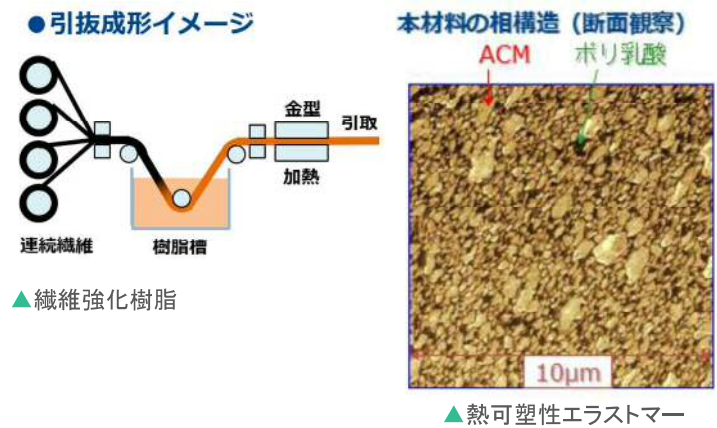 ●引抜成形イメージ
金型
引取
加熱
連続繊維
樹脂槽
▲繊維強化樹脂
本材料の相構造（断面観察）
ACM
ポリ乳酸
10μm
▲熱可塑性エラストマー